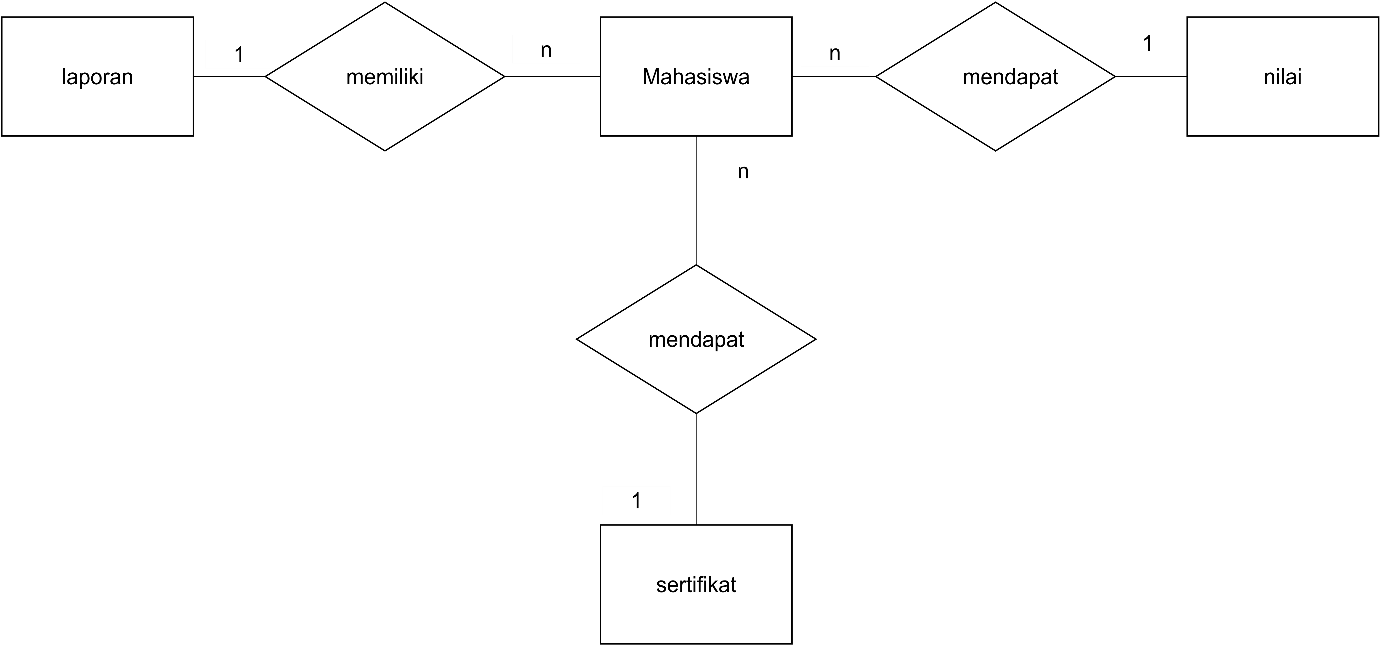 laporan
1
memiliki
n
Mahasiswa
n
mendapat
1
nilai
n
mendapat
1
sertifikat